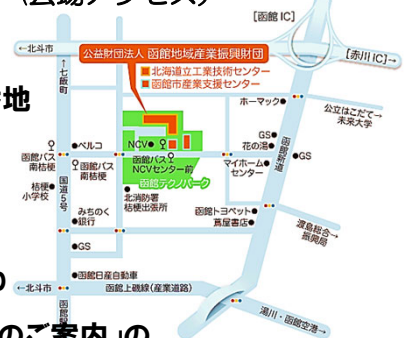 （会場アクセス）
[函館IC]
←北斗市
↑七飯町
公益財団法人 函館地域産業振興財団
北海道立工業技術センター
函館市産業支援センター
[赤川IC]→
地
ホーマック
公立はこだて→
未来大学
ベルコ
NCV
GS
花の湯
函館新道
GS
函館バス
南桔梗
函館バス
南桔梗
函館バス
NCVセンター前
マイホーム
センター
桔梗
小学校
国道5号
函館テクノパーク
北消防署
桔梗出張所
みちのく
銀行
函館トヨペット
蔦屋書店
渡島総合→
振興局
GS
函館日産自動車
←北斗市
函館上磯線（産業道路）
湯川・函館空港→
のご案内」の